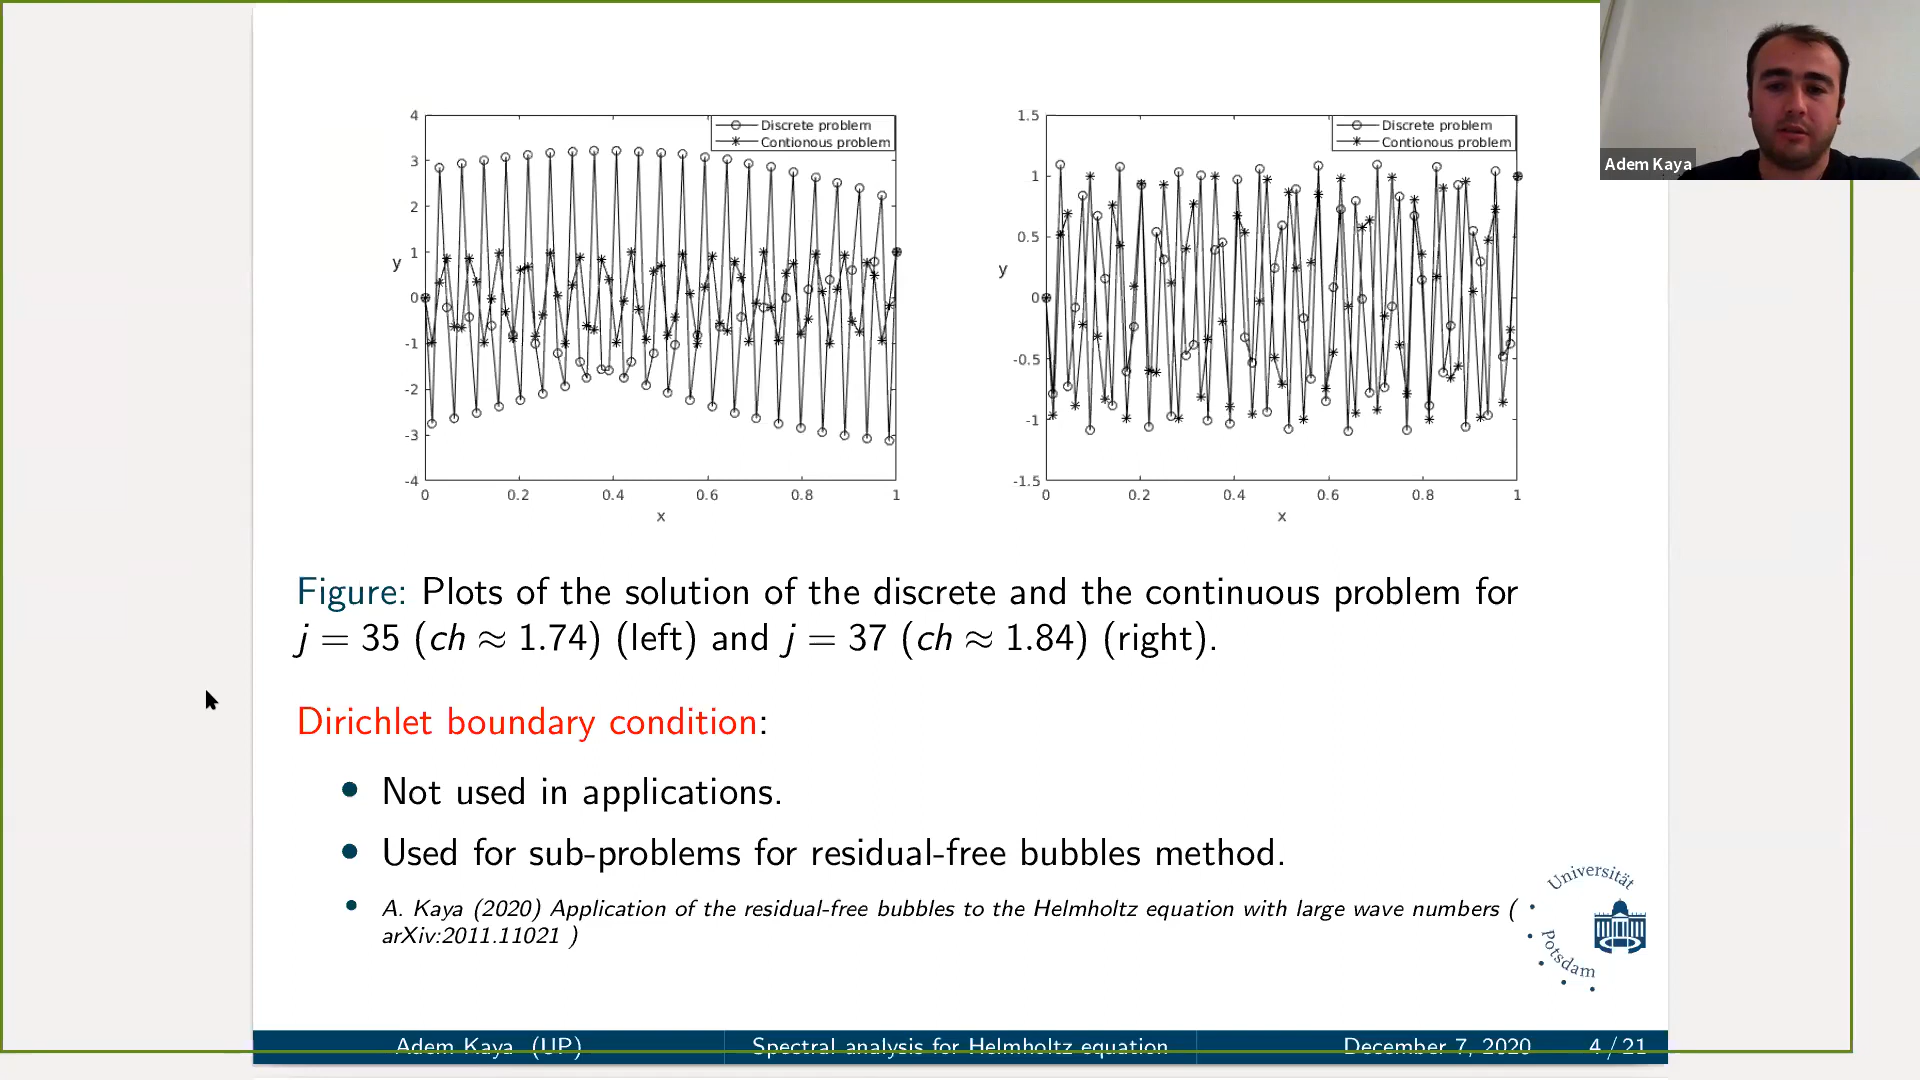 Adem Kaya
4
3
2
1
0
-1
-2
-3
-4
y
0
0.2
0.4
0.6
0.8
1
x
Discrete problem
Contionous problem
1.5
1
0.5
0
-0.5
-1
-1.5
y
0
0.2
0.4
0.6
0.8
1
x
Discrete problem
Contionous problem
Figure: Plots of the solution of the discrete and the continuous problem for
j = 35 (ch ≈ 1.74) (left) and j = 37 (ch ≈ 1.84) (right).
Dirichlet boundary condition:
• Not used in applications.
• Used for sub-problems for residual-free bubbles method.
• A. Kaya (2020) Application of the residual-free bubbles to the Helmholtz equation with large wave numbers (
arXiv:2011.11021 )
Universität
Potsdam
Adem Kaya (UP) Spectral analysis for Helmholtz equation December 7, 2020 4 / 21